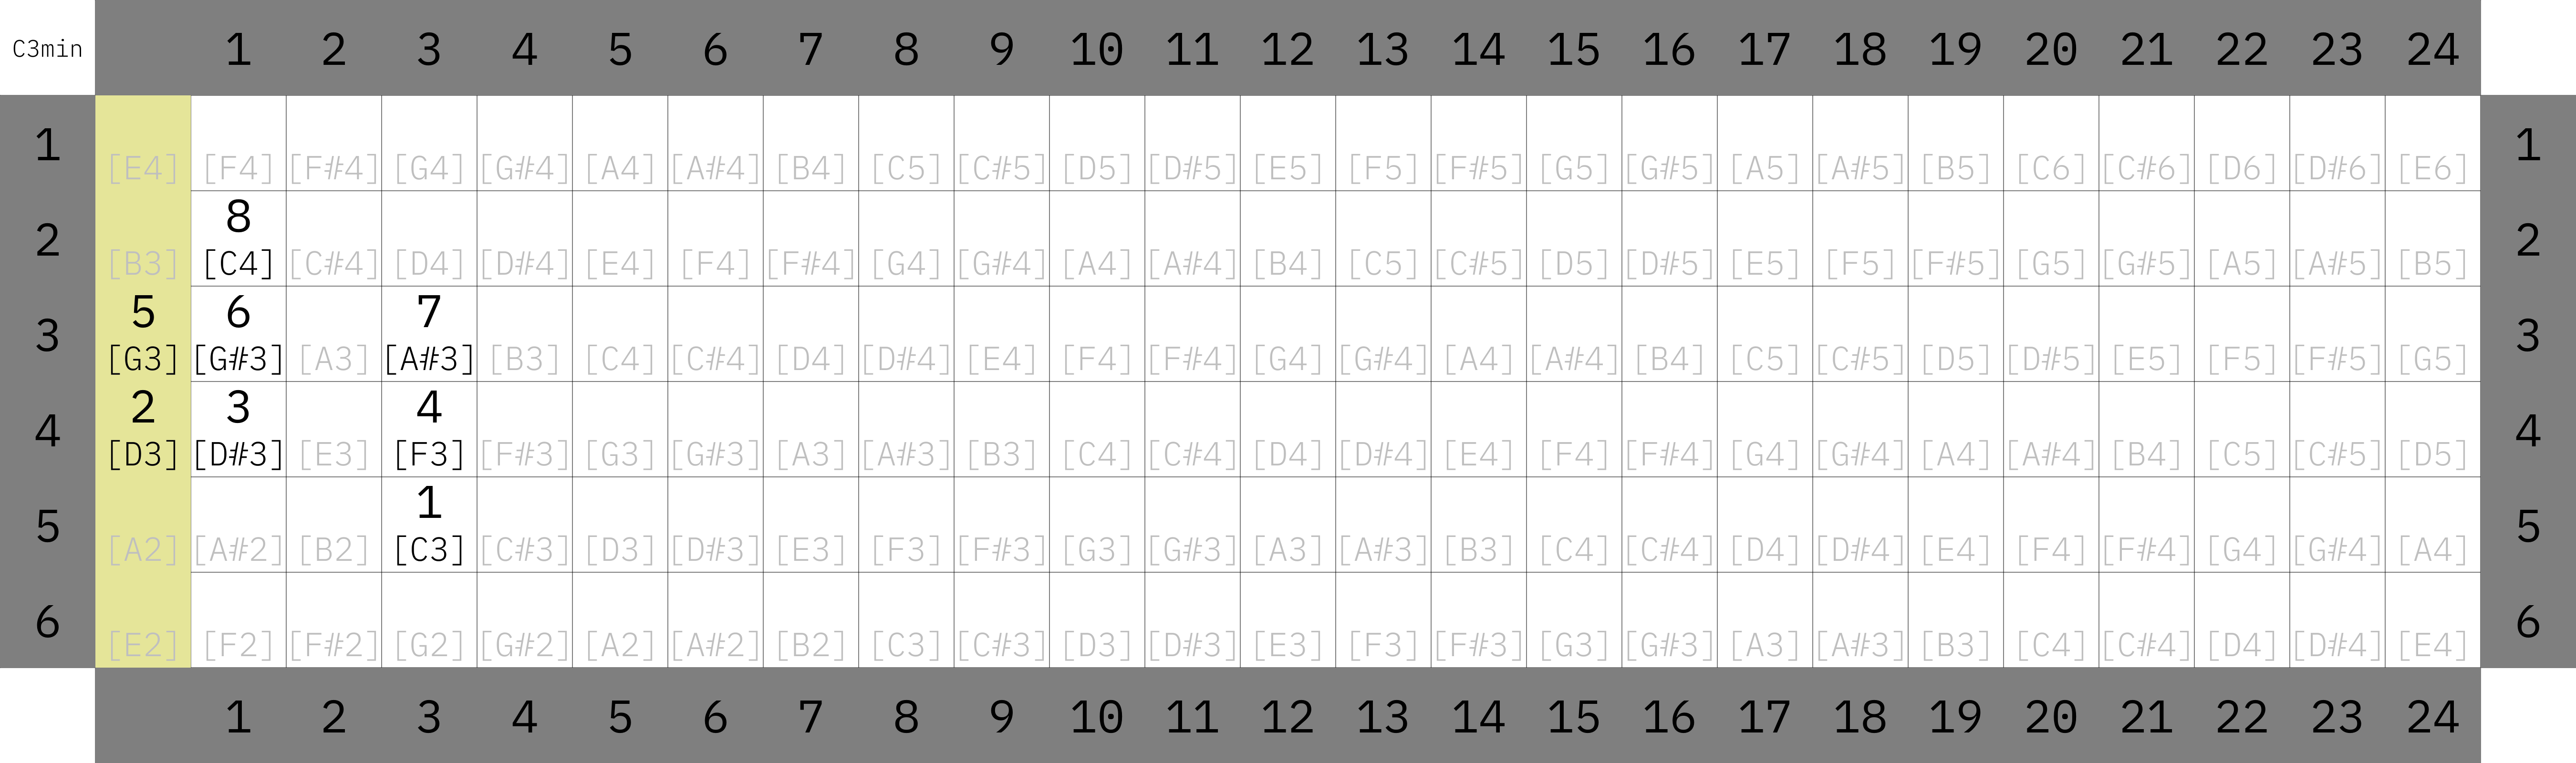 C3min 1 2 3 4 5 6 7 8 9 10 11 12 13 14 15 16 17 18 19 20 21 22 23 24
1 [E4] [F4] [F#4] [G4] [G#4] [A4] [A#4] [B4] [C5] [C#5] [D5] [D#5] [E5] [F5] [F#5] [G5] [G#5] [A5] [A#5] [B5] [C6] [C#6] [D6] [D#6] [E6] 1
8
2 [B3] [C4] [C#4] [D4] [D#4] [E4] [F4] [F#4] [G4] [G#4] [A4] [A#4] [B4] [C5] [C#5] [D5] [D#5] [E5] [F5] [F#5] [G5] [G#5] [A5] [A#5] [B5] 2
5 6 7
3 [G3] [G#3] [A3] [A#3] [B3] [C4] [C#4] [D4] [D#4] [E4] [F4] [F#4] [G4] [G#4] [A4] [A#4] [B4] [C5] [C#5] [D5] [D#5] [E5] [F5] [F#5] [G5] 3
2 3 4
4 [D3] [D#3] [E3] [F3] [F#3] [G3] [G#3] [A3] [A#3] [B3] [C4] [C#4] [D4] [D#4] [E4] [F4] [F#4] [G4] [G#4] [A4] [A#4] [B4] [C5] [C#5] [D5] 4
1
5 [A2] [A#2] [B2] [C3] [C#3] [D3] [D#3] [E3] [F3] [F#3] [G3] [G#3] [A3] [A#3] [B3] [C4] [C#4] [D4] [D#4] [E4] [F4] [F#4] [G4] [G#4] [A4] 5
6 [E2] [F2] [F#2] [G2] [G#2] [A2] [A#2] [B2] [C3] [C#3] [D3] [D#3] [E3] [F3] [F#3] [G3] [G#3] [A3] [A#3] [B3] [C4] [C#4] [D4] [D#4] [E4] 6
1 2 3 4 5 6 7 8 9 10 11 12 13 14 15 16 17 18 19 20 21 22 23 24